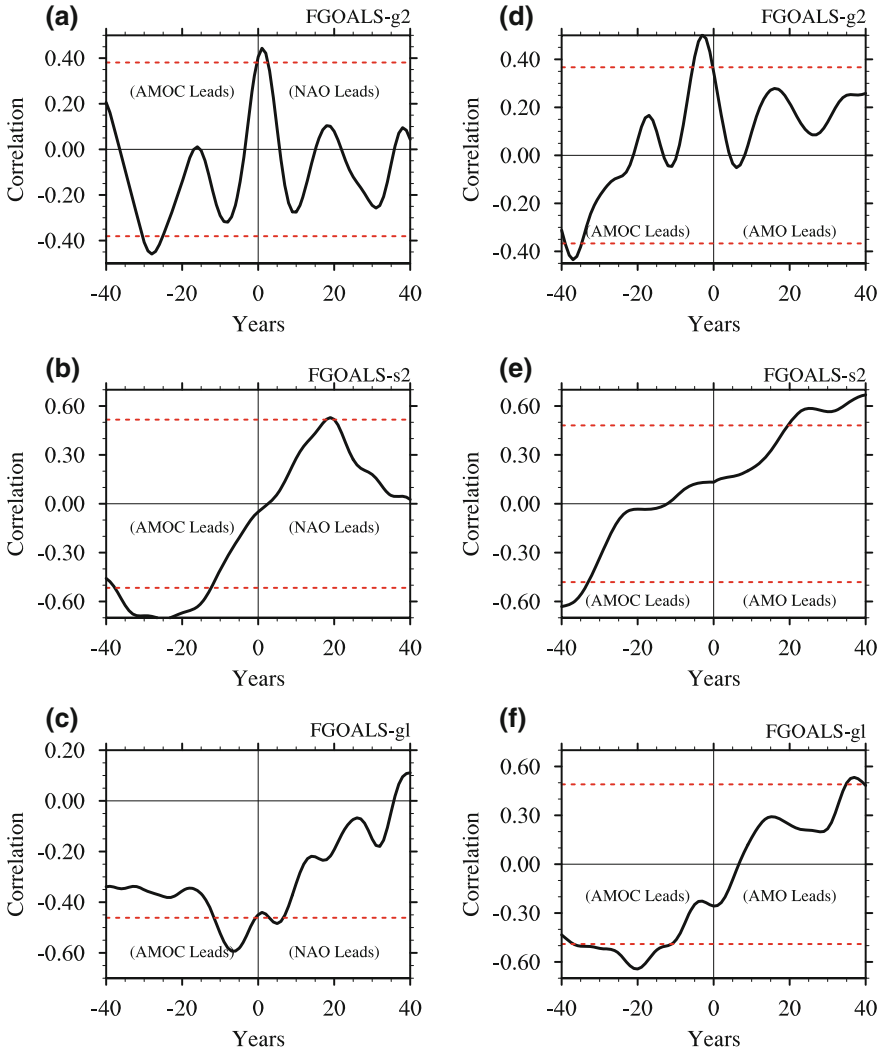 (a) FGOALS-g2
0.40
0.20
0.00
-0.20
-0.40
Correlation
(AMOC Leads) (NAO Leads)
-40 -20 0 20 40
Years
(d) FGOALS-g2
0.40
0.20
0.00
-0.20
-0.40
Correlation
(AMOC Leads) (AMO Leads)
-40 -20 0 20 40
Years
(b) FGOALS-s2
0.60
0.30
0.00
-0.30
-0.60
Correlation
(AMOC Leads) (NAO Leads)
-40 -20 0 20 40
Years
(e) FGOALS-s2
0.60
0.30
0.00
-0.30
-0.60
Correlation
(AMOC Leads) (AMO Leads)
-40 -20 0 20 40
Years
(c) FGOALS-gl
0.20
0.00
-0.20
-0.40
-0.60
Correlation
(AMOC Leads) (NAO Leads)
-40 -20 0 20 40
Years
(f) FGOALS-gl
0.60
0.30
0.00
-0.30
-0.60
Correlation
(AMOC Leads) (AMO Leads)
-40 -20 0 20 40
Years